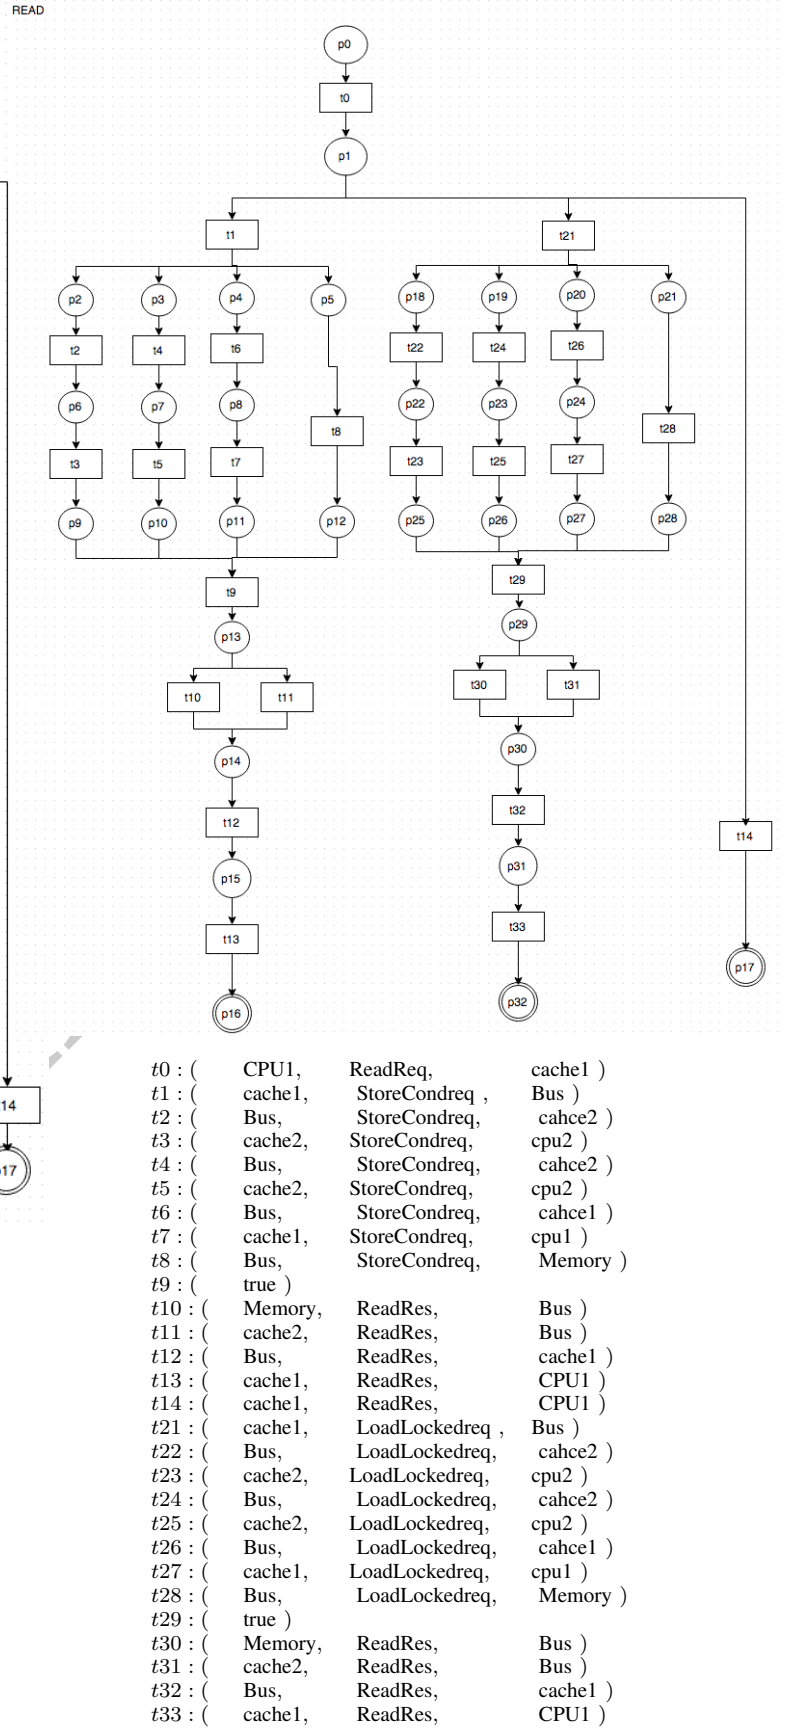 READ
p0
t0
p1
t1 t21
p2 p3 p4 p5 p18 p19 p20 p21
t2 t4 t6 t22 t24 t26
p6 p7 p8 t8 p22 p23 p24 t28
t3 t5 t7 t23 t25 t27
p9 p10 p11 p12 p25 p26 p27 p28
t9 t29
p13 p29
t10 t11 t30 t31
p14 p30
t12 t32 t14
p15 p31
t13 t33
p16 p32 p17
14
17
t0 : ( CPU1, ReadReq, cache1 )
t1 : ( cache1, StoreCondreq , Bus )
t2 : ( Bus, StoreCondreq, cahce2 )
t3 : ( cache2, StoreCondreq, cpu2 )
t4 : ( Bus, StoreCondreq, cahce2 )
t5 : ( cache2, StoreCondreq, cpu2 )
t6 : ( Bus, StoreCondreq, cahce1 )
t7 : ( cache1, StoreCondreq, cpu1 )
t8 : ( Bus, StoreCondreq, Memory )
t9 : ( true )
t10 : ( Memory, ReadRes, Bus )
t11 : ( cache2, ReadRes, Bus )
t12 : ( Bus, ReadRes, cache1 )
t13 : ( cache1, ReadRes, CPU1 )
t14 : ( cache1, ReadRes, CPU1 )
t21 : ( cache1, LoadLockedreq , Bus )
t22 : ( Bus, LoadLockedreq, cahce2 )
t23 : ( cache2, LoadLockedreq, cpu2 )
t24 : ( Bus, LoadLockedreq, cahce2 )
t25 : ( cache2, LoadLockedreq, cpu2 )
t26 : ( Bus, LoadLockedreq, cahce1 )
t27 : ( cache1, LoadLockedreq, cpu1 )
t28 : ( Bus, LoadLockedreq, Memory )
t29 : ( true )
t30 : ( Memory, ReadRes, Bus )
t31 : ( cache2, ReadRes, Bus )
t32 : ( Bus, ReadRes, cache1 )
t33 : ( cache1, ReadRes, CPU1 )